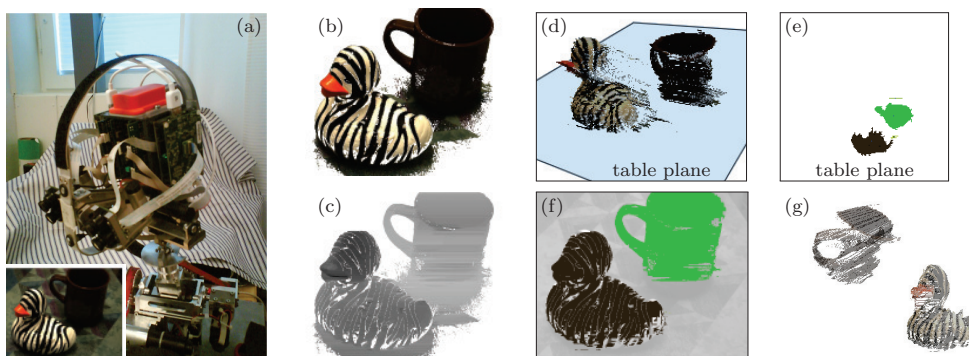 (a)
(b)
(c)
(d)
table plane
(e)
table plane
(f)
(g)